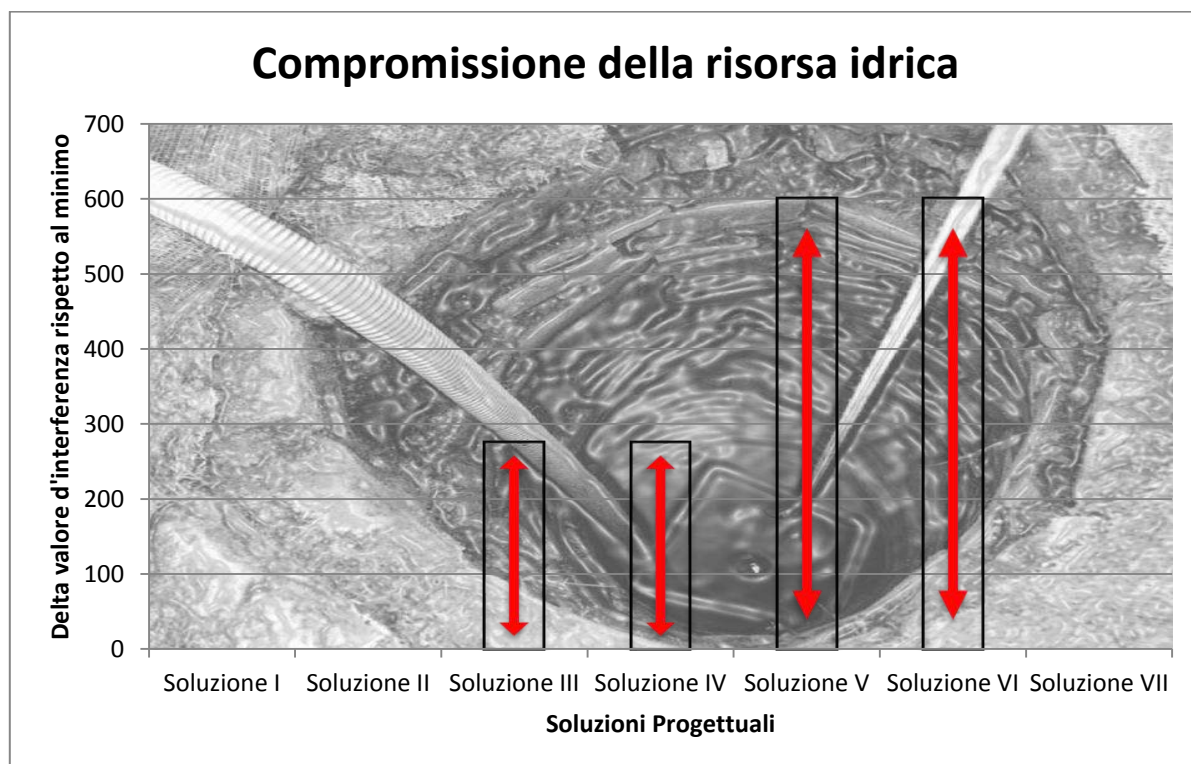 Compromissione della risorsa idrica
Delta valore d'interferenza rispetto al minimo
700
600
500
400
300
200
100
0
Soluzione I Soluzione II Soluzione III Soluzione IV Soluzione V Soluzione VI Soluzione VII
Soluzioni Progettuali